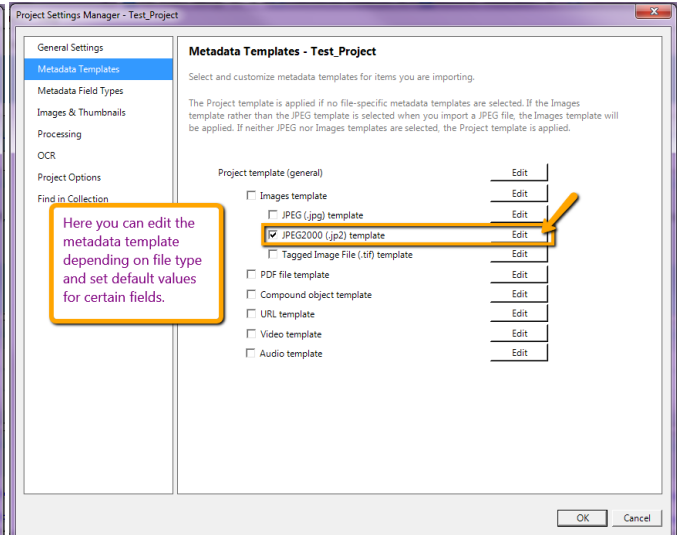 Project Settings Manager - Test_Project
General Settings
Metadata Templates
Metadata Field Types
Images & Thumbnails
Processing
OCR
Project Options
Find in Collection
Here you can edit the
metadata template
depending on file type
and set default values
for certain fields.
Metadata Templates - Test_Project
Select and customize metadata templates for items you are importing.
The Project template is applied if no file-specific metadata templates are selected. If the Images
template rather than the JPEG template is selected when you import a JPEG file, the Images template will
be applied. If neither JPEG nor Images templates are selected, the Project template is applied.
Project template (general) Edit
Images template Edit
JPEG (.jpg) template Edit
JPEG2000 (.jp2) template Edit
Tagged Image File (.tif) template Edit
PDF file template Edit
Compound object template Edit
URL template Edit
Video template Edit
Audio template Edit
OK Cancel